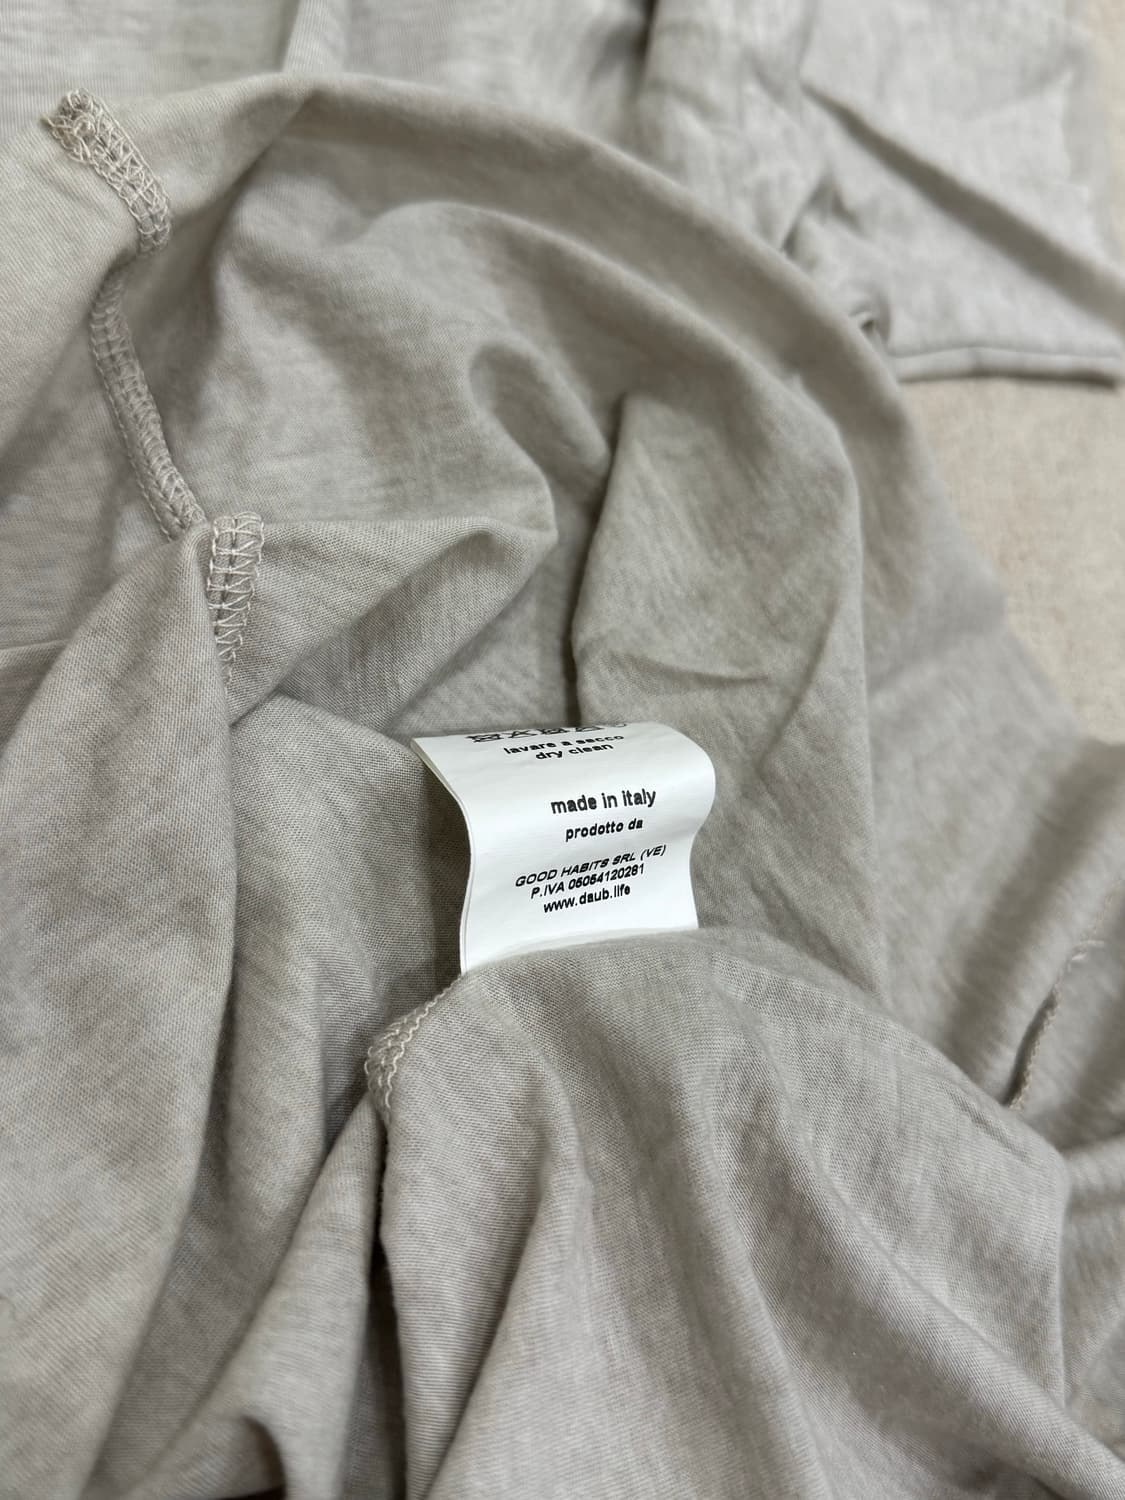 lavare a secco
dry clean
made in italy
prodotto da
GOOD HABITS SRL (VE)
P.IVA 05054120281
www.daub.life